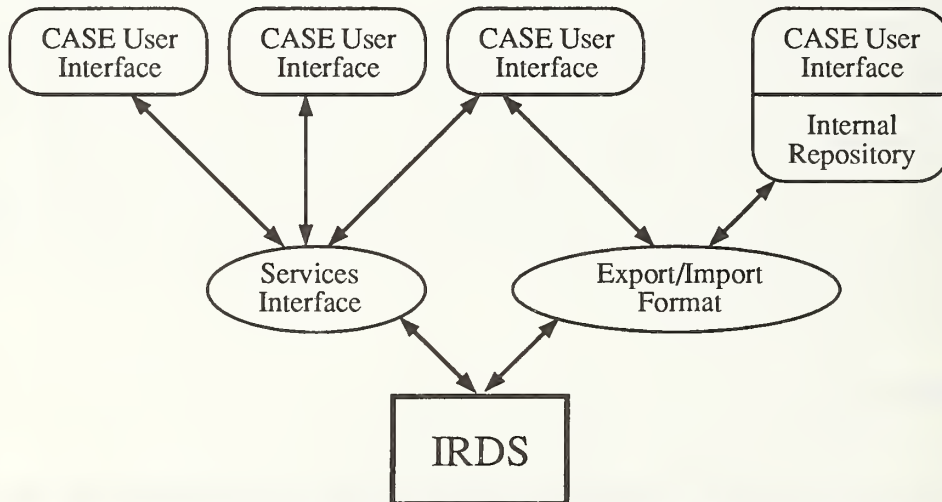 CASE User
Interface
CASE User
Interface
CASE User
Interface
CASE User
Interface
Internal
Repository
Services
Interface
Export/Import
Format
IRDS